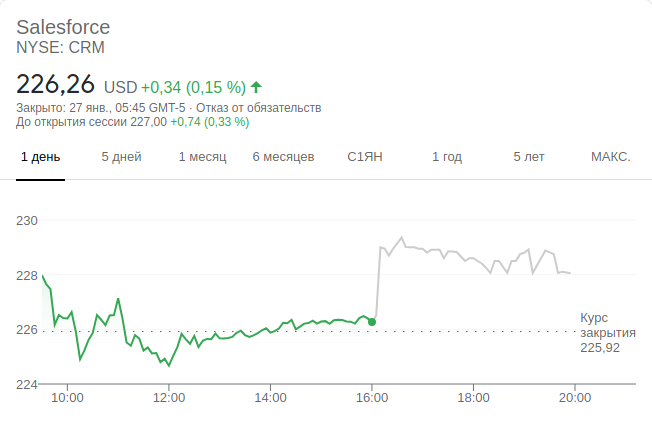 Salesforce
NYSE: CRM
226,26 USD +0,34 (0,15 %)
Закрыто: 27 янв., 05:45 GMT-5 · Отказ от обязательств
До открытия сессии 227,00 +0,74 (0,33 %)
1 день 5 дней 1 месяц 6 месяцев С1ЯН 1 год 5 лет МАКС.
230
228
226
224
Курс
закрытия
225,92
10:00 12:00 14:00 16:00 18:00 20:00